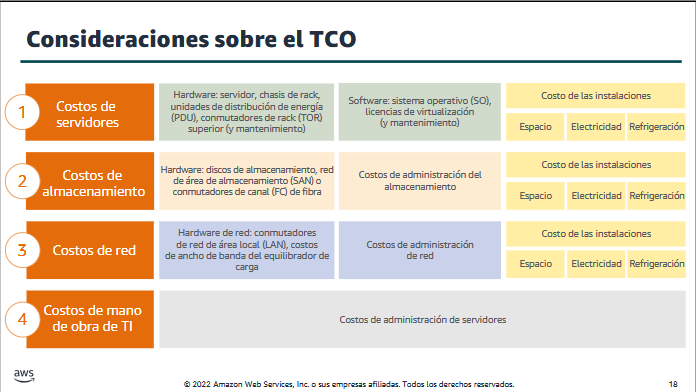 Consideraciones sobre el TCO
1
Costos de
servidores
Hardware: servidor, chasis de rack,
unidades de distribución de energía
(PDU), conmutadores de rack (TOR)
superior (y mantenimiento)
Software: sistema operativo (SO),
licencias de virtualización
(y mantenimiento)
Costo de las instalaciones
Espacio
Electricidad
Refrigeración
2
Costos de
almacenamiento
Hardware: discos de almacenamiento, red
de área de almacenamiento (SAN) o
conmutadores de canal (FC) de fibra
Costos de administración del
almacenamiento
Costo de las instalaciones
Espacio
Electricidad
Refrigeración
3
Costos de red
Hardware de red: conmutadores
de red de área local (LAN), costos
de ancho de banda del equilibrador de
carga
Costos de administración
de red
Costo de las instalaciones
Espacio
Electricidad
Refrigeración
4
Costos de mano
de obra de TI
Costos de administración de servidores
aws
© 2022 Amazon Web Services, Inc. o sus empresas afiliadas. Todos los derechos reservados.
18